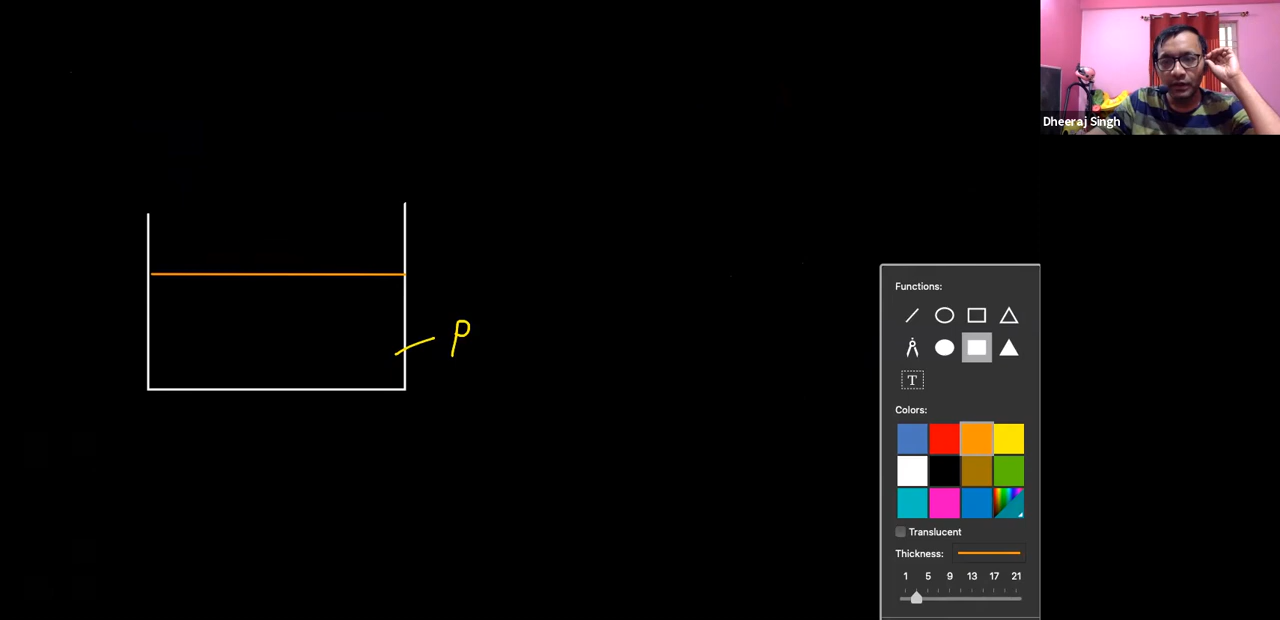 Dheeraj Singh
Functions:
P
T
Colors:
Translucent
Thickness:
1 5 9 13 17 21